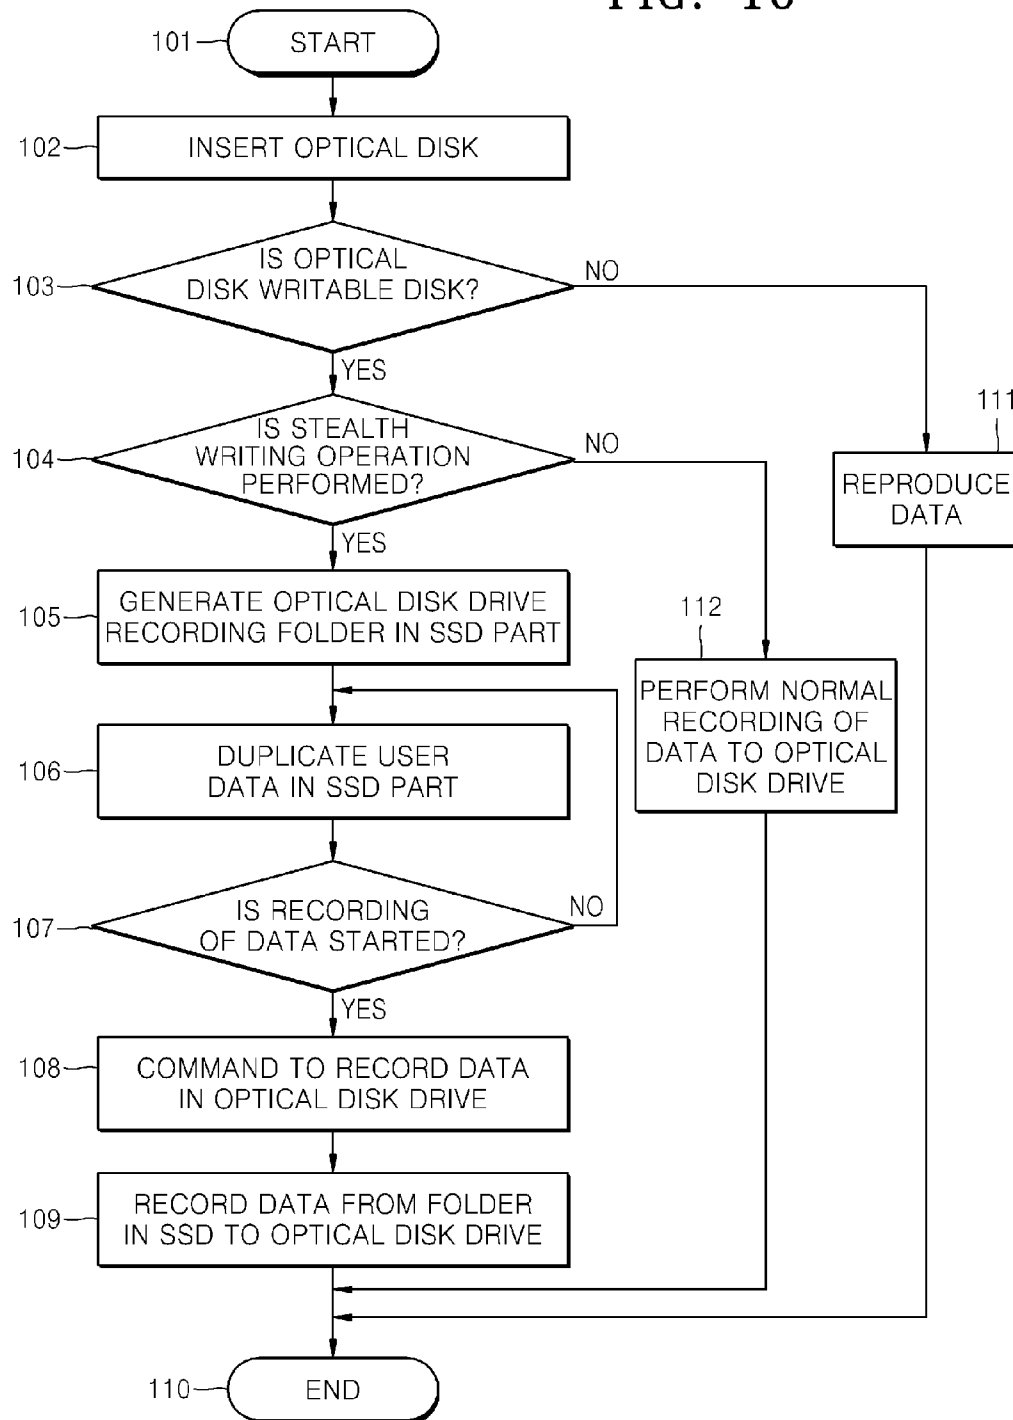 FIG. 10
101
START
102
INSERT OPTICAL DISK
103
IS OPTICAL
DISK WRITABLE DISK?
NO
YES
104
IS STEALTH
WRITING OPERATION
PERFORMED?
NO
111
REPRODUCE
DATA
YES
105
GENERATE OPTICAL DISK DRIVE
RECORDING FOLDER IN SSD PART
112
PERFORM NORMAL
RECORDING OF
DATA TO OPTICAL
DISK DRIVE
106
DUPLICATE USER
DATA IN SSD PART
107
IS RECORDING
OF DATA STARTED?
NO
YES
108
COMMAND TO RECORD DATA
IN OPTICAL DISK DRIVE
109
RECORD DATA FROM FOLDER
IN SSD TO OPTICAL DISK DRIVE
110
END